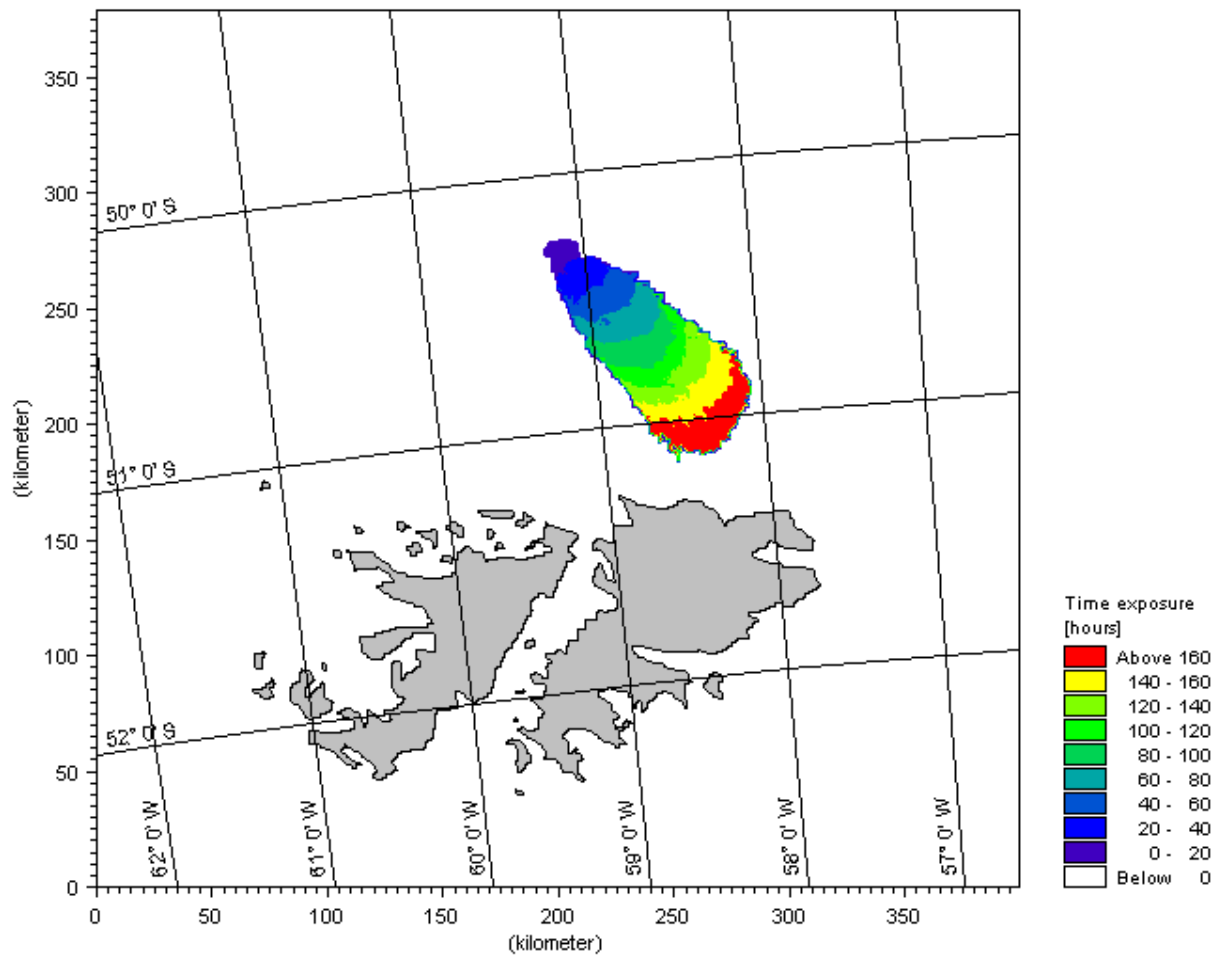 350
300
250
200
150
100
50
0
(kilometer)
50° 0' S
51° 0' S
52° 0' S
62° 0' W
61° 0' W
60° 0' W
59° 0' W
58° 0' W
57° 0' W
0
50
100
150
200
250
300
350
(kilometer)
Time exposure
[hours]
Above 160
140 - 160
120 - 140
100 - 120
80 - 100
60 - 80
40 - 60
20 - 40
0 - 20
Below 0